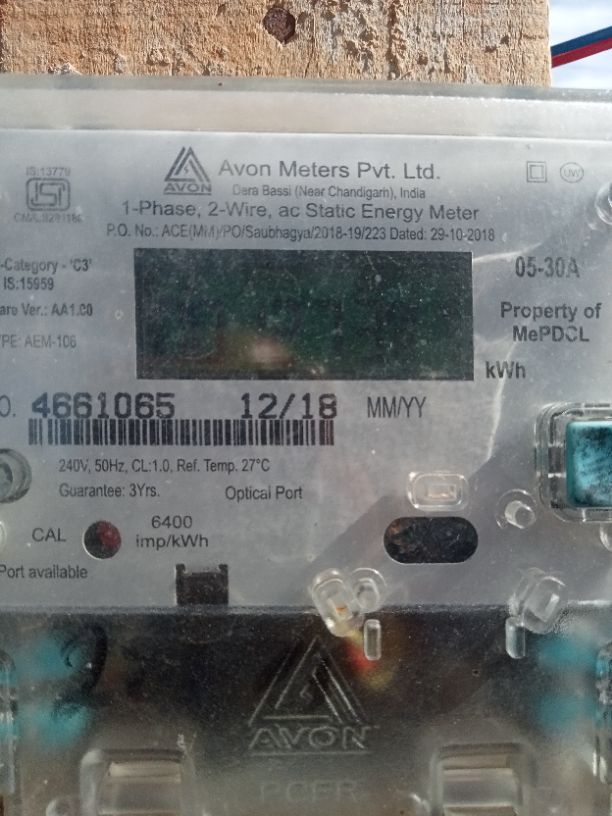 IS:13779
AVON
Avon Meters Pvt. Ltd.
Dera Bassi (Near Chandigarh), India
1-Phase, 2-Wire, ac Static Energy Meter
P.O. No.: ACE(MM)/PO/Saubhagya/2018-19/223 Dated: 29-10-2018
-Category - 'C3'
IS:15959
are Ver.: AA1.00
PE: AEM-106
05-30A
Property of
MePDCL
kWh
O. 4661065 12/18 MM/YY
240V, 50Hz, CL:1.0, Ref. Temp. 27°C
Guarantee: 3Yrs. Optical Port
CAL
6400
imp/kWh
Port available
AVON